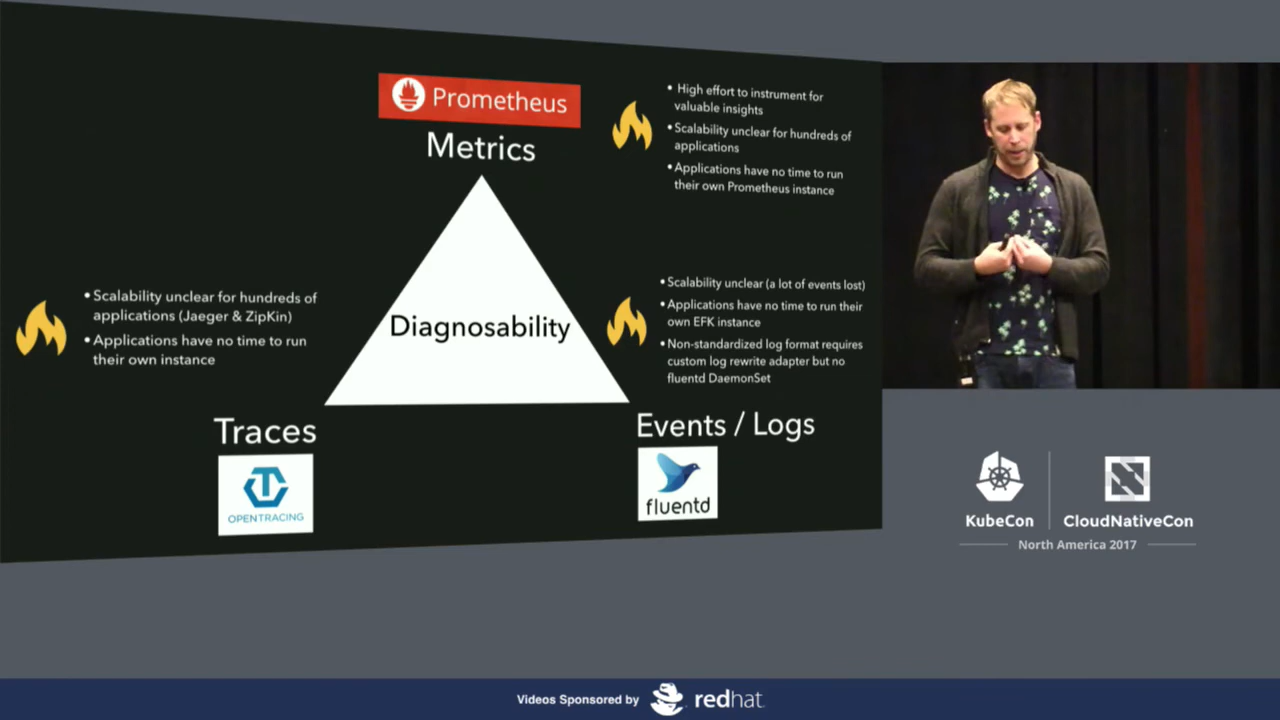 Prometheus
Metrics
• High effort to instrument for
valuable insights
• Scalability unclear for hundreds of
applications
• Applications have no time to run
their own Prometheus instance
• Scalability unclear for hundreds of
applications (Jaeger & ZipKin)
• Applications have no time to run
their own instance
Diagnosability
• Scalability unclear (a lot of events lost)
• Applications have no time to run their
own EFK instance
• Non-standardized log format requires
custom log rewrite adapter but no
fluentd DaemonSet
Traces
OPENTRACING
Events / Logs
fluentd
KubeCon
CloudNativeCon
North America 2017
Videos Sponsored by
redhat